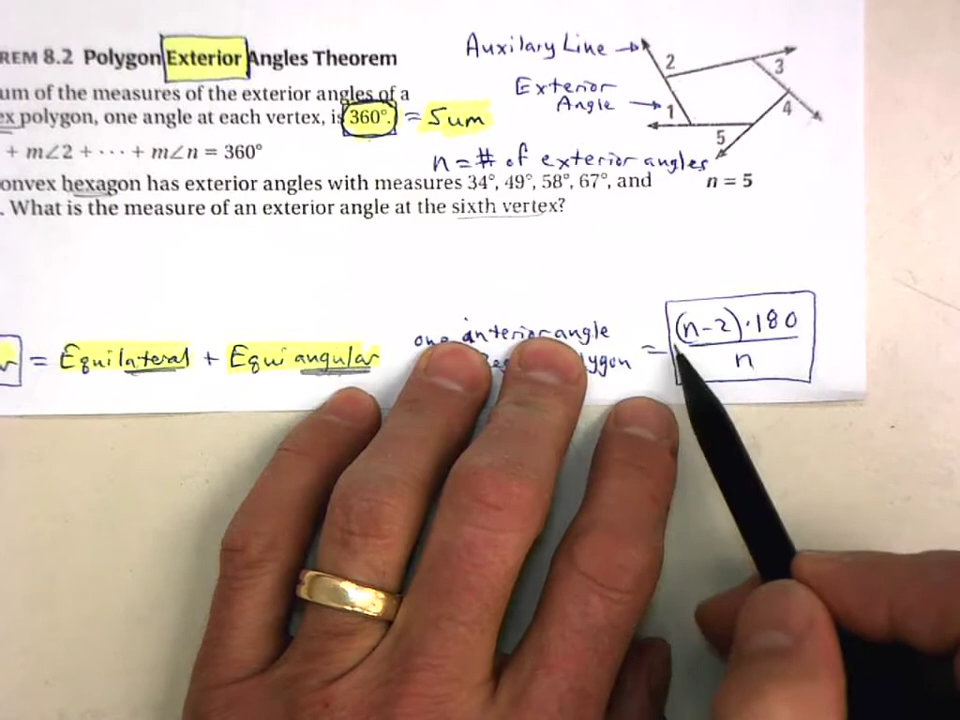 REM 8.2 Polygon Exterior Angles Theorem
um of the measures of the exterior angles of a
ex polygon, one angle at each vertex, is 360°. = Sum
+ m∠2 + ··· + m∠n = 360°
n = # of exterior angles
onvex hexagon has exterior angles with measures 34°, 49°, 58°, 67°, and
. What is the measure of an exterior angle at the sixth vertex?
Auxilary Line
Exterior
Angle
2
3
4
1
5
n = 5
= Equilateral + Equiangular
one interior angle
= (n-2)·180
n